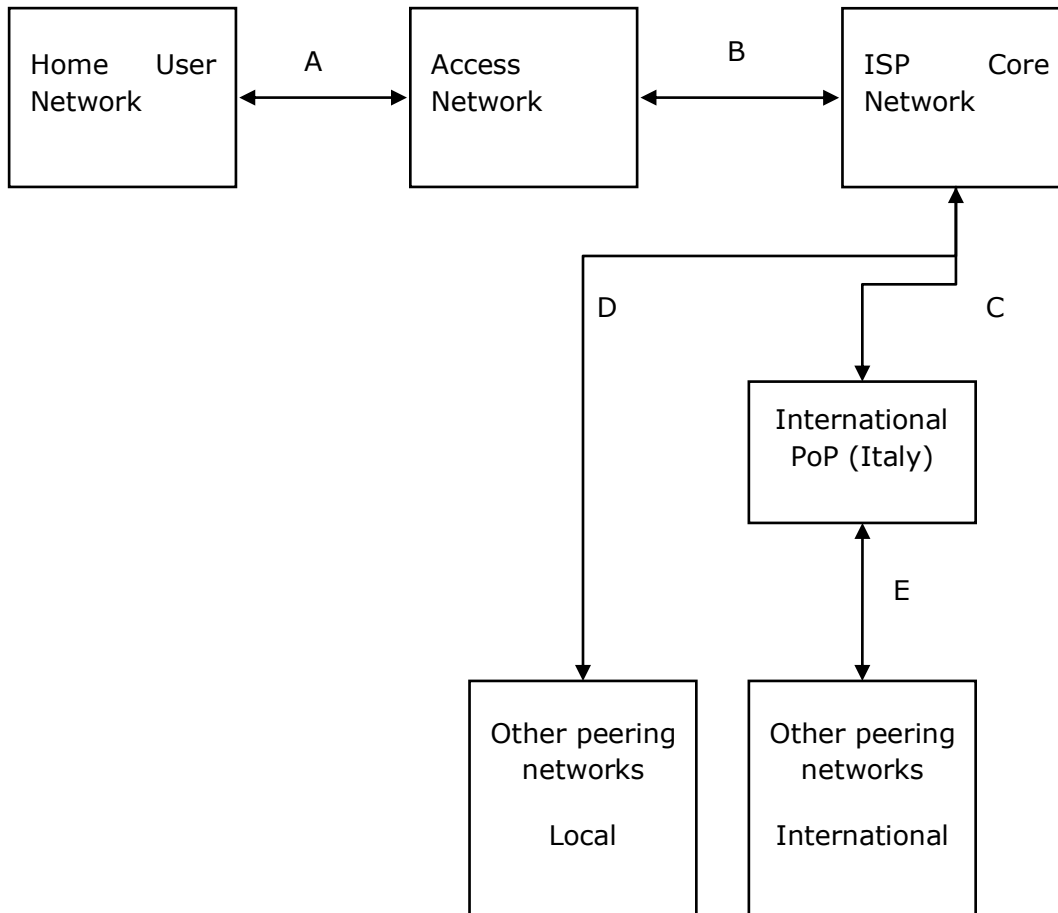 Home User
Network
A
Access
Network
B
ISP Core
Network
D
C
International
PoP (Italy)
E
Other peering
networks
Local
Other peering
networks
International